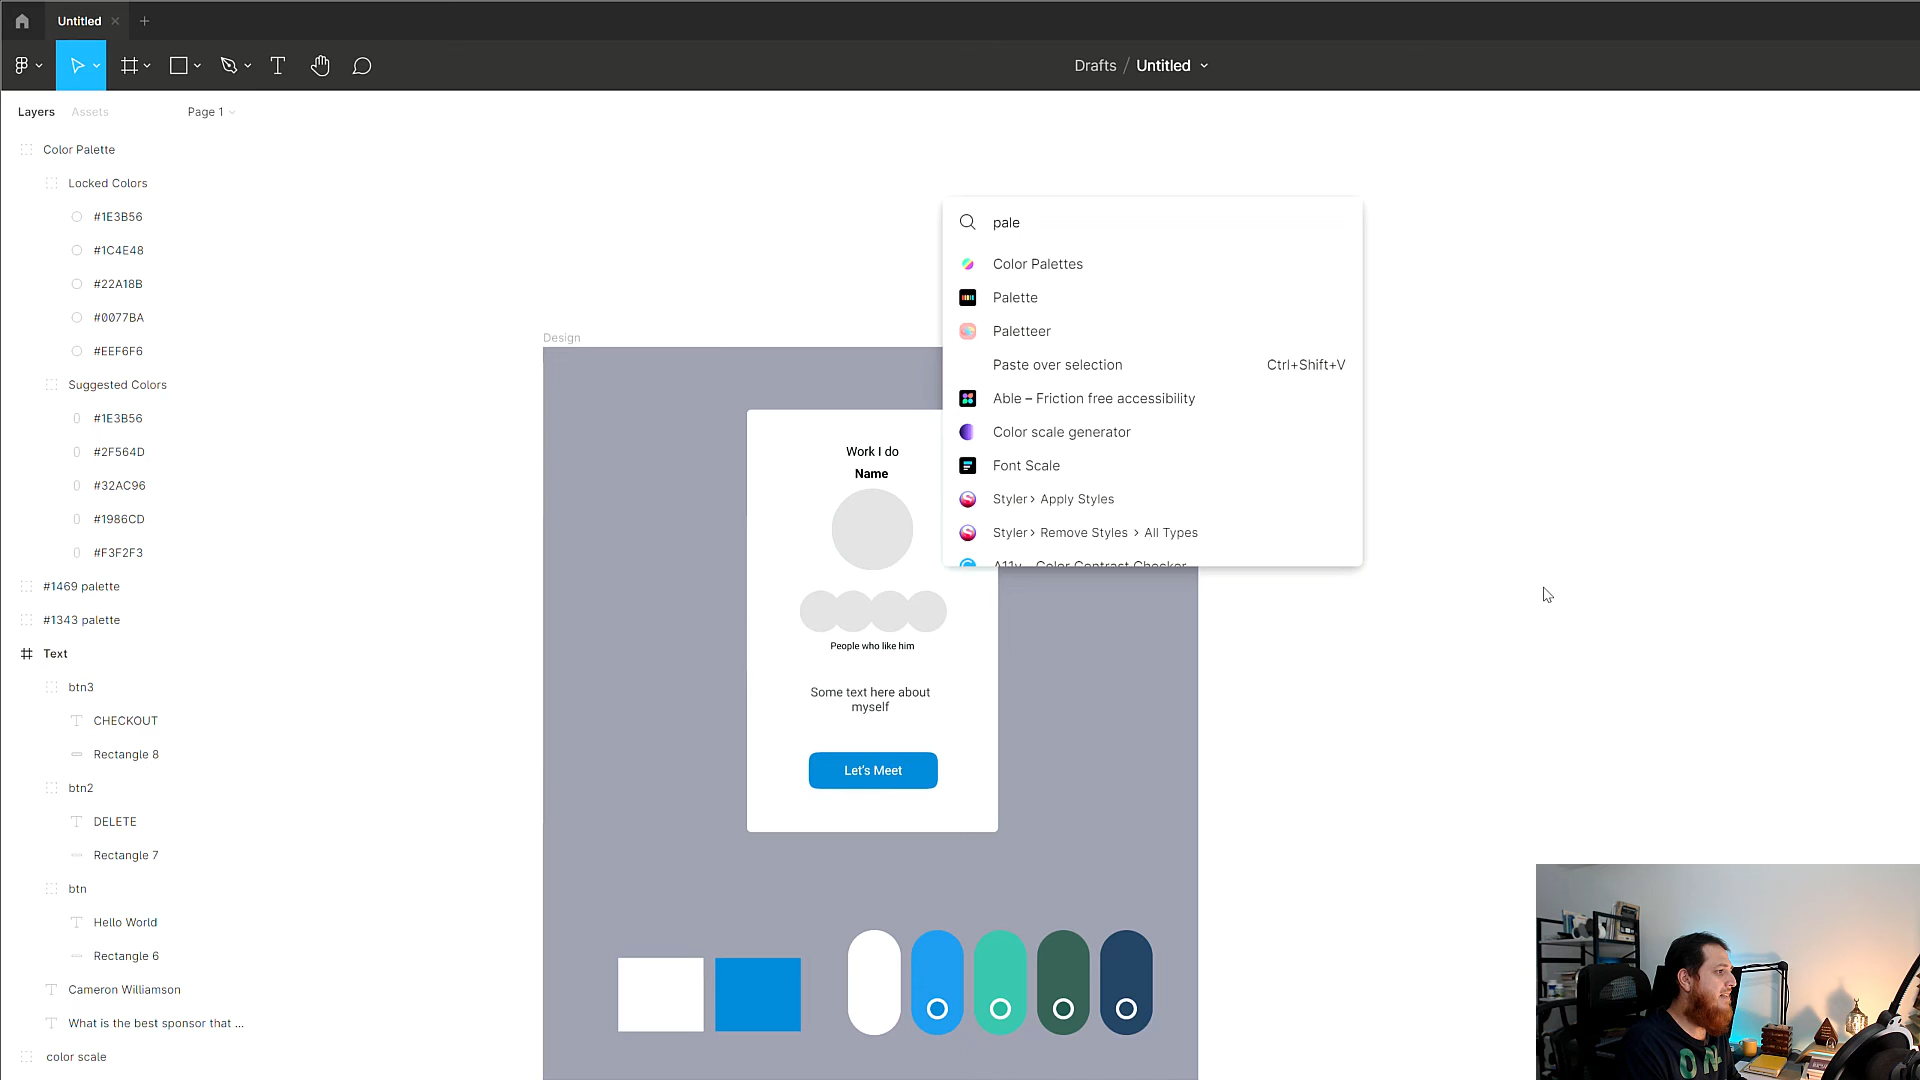 Untitled
Drafts / Untitled
Layers
Assets
Page 1
Color Palette
Locked Colors
#1E3B56
#1C4E48
#22A18B
#0077BA
#EEF6F6
Suggested Colors
#1E3B56
#2F564D
#32AC96
#1986CD
#F3F2F3
#1469 palette
#1343 palette
Text
btn3
CHECKOUT
Rectangle 8
btn2
DELETE
Rectangle 7
btn
Hello World
Rectangle 6
Cameron Williamson
What is the best sponsor that ...
color scale
pale
Color Palettes
Palette
Paletteer
Paste over selection Ctrl+Shift+V
Able – Friction free accessibility
Color scale generator
Font Scale
Styler › Apply Styles
Styler › Remove Styles › All Types
A11y - Color Contrast Checker
Design
Work I do
Name
People who like him
Some text here about
myself
Let's Meet